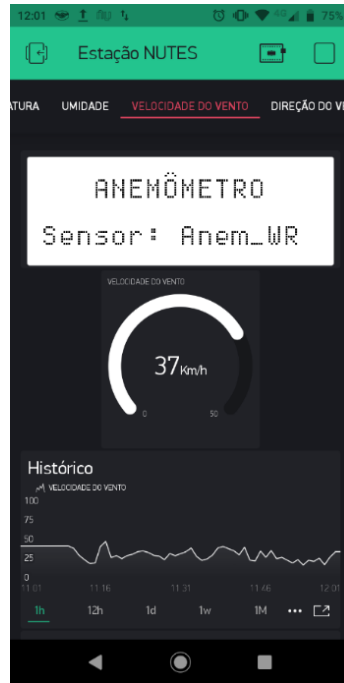 12:01 4G 75%
Estação NUTES
TURA UMIDADE VELOCIDADE DO VENTO DIREÇÃO DO V
ANEMÔMETRO
Sensor: Anem_WR
VELOCIDADE DO VENTO
37 Km/h
0 50
Histórico
VELOCIDADE DO VENTO
100
75
50
25
0
11:01 11:16 11:31 11:46 12:01
1h 12h 1d 1w 1M